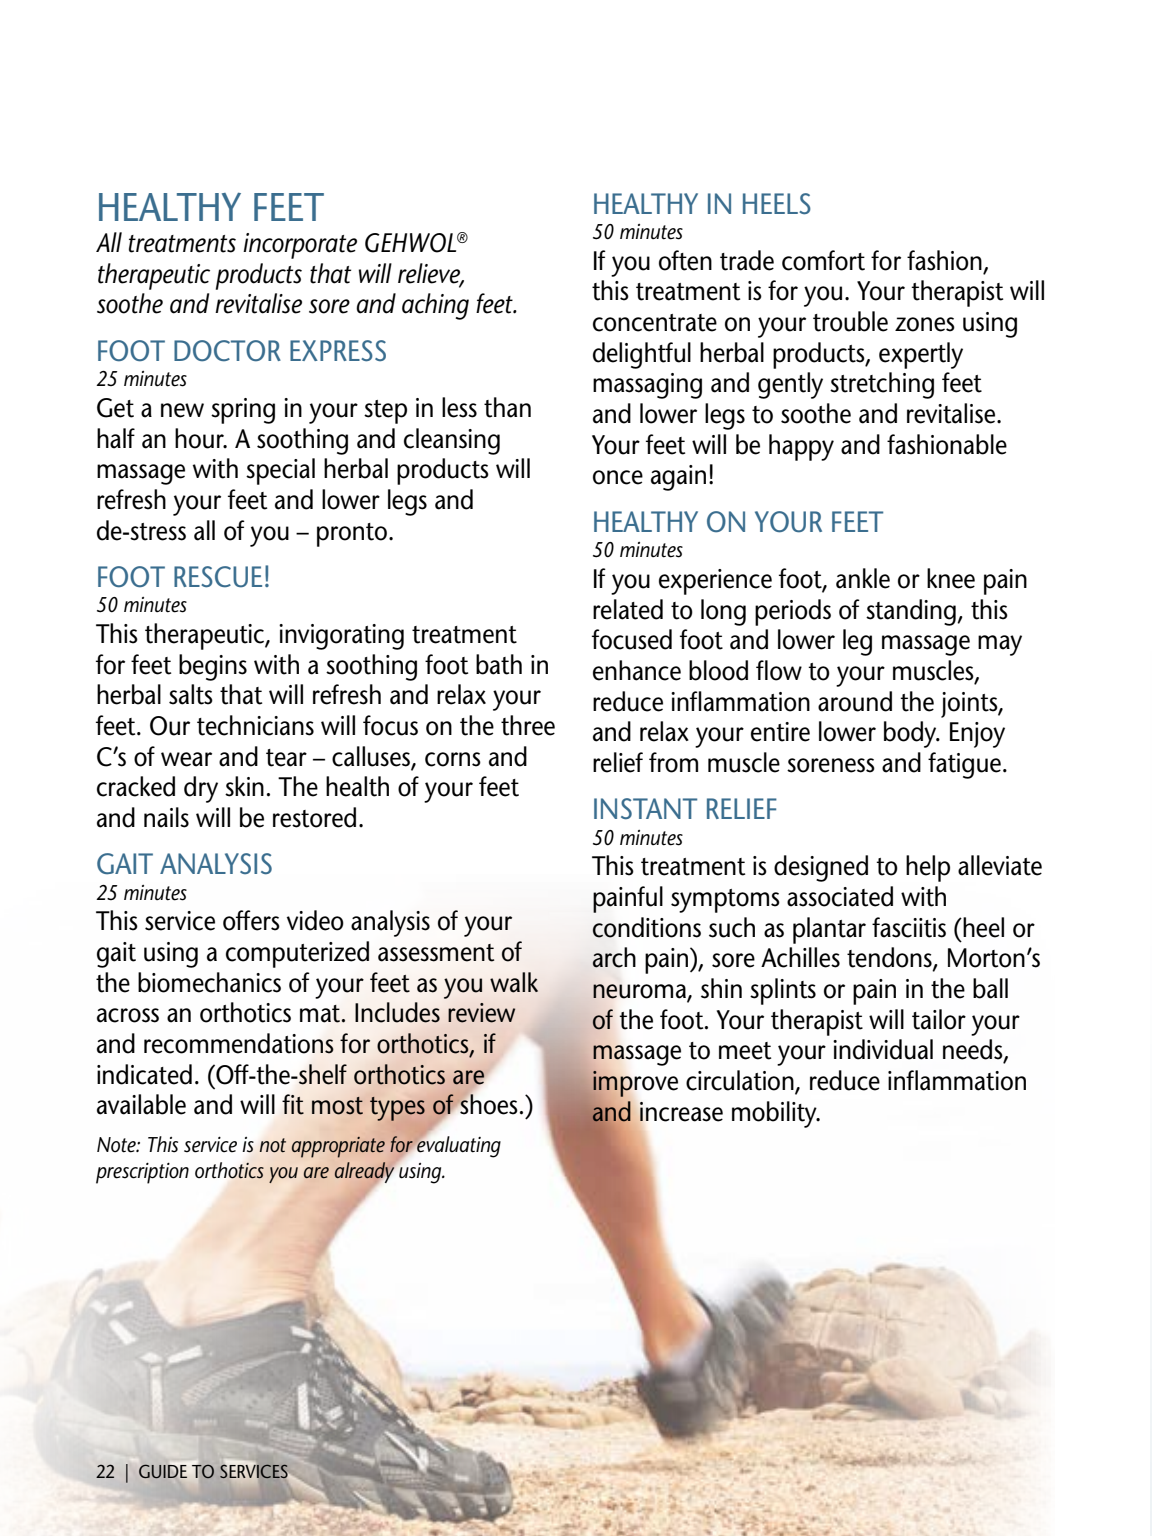 HEALTHY FEET
All treatments incorporate GEHWOL®
therapeutic products that will relieve,
soothe and revitalise sore and aching feet.
FOOT DOCTOR EXPRESS
25 minutes
Get a new spring in your step in less than
half an hour. A soothing and cleansing
massage with special herbal products will
refresh your feet and lower legs and
de-stress all of you – pronto.
FOOT RESCUE!
50 minutes
This therapeutic, invigorating treatment
for feet begins with a soothing foot bath in
herbal salts that will refresh and relax your
feet. Our technicians will focus on the three
C’s of wear and tear – calluses, corns and
cracked dry skin. The health of your feet
and nails will be restored.
GAIT ANALYSIS
25 minutes
This service offers video analysis of your
gait using a computerized assessment of
the biomechanics of your feet as you walk
across an orthotics mat. Includes review
and recommendations for orthotics, if
indicated. (Off-the-shelf orthotics are
available and will fit most types of shoes.)
Note: This service is not appropriate for evaluating
prescription orthotics you are already using.
HEALTHY IN HEELS
50 minutes
If you often trade comfort for fashion,
this treatment is for you. Your therapist will
concentrate on your trouble zones using
delightful herbal products, expertly
massaging and gently stretching feet
and lower legs to soothe and revitalise.
Your feet will be happy and fashionable
once again!
HEALTHY ON YOUR FEET
50 minutes
If you experience foot, ankle or knee pain
related to long periods of standing, this
focused foot and lower leg massage may
enhance blood flow to your muscles,
reduce inflammation around the joints,
and relax your entire lower body. Enjoy
relief from muscle soreness and fatigue.
INSTANT RELIEF
50 minutes
This treatment is designed to help alleviate
painful symptoms associated with
conditions such as plantar fasciitis (heel or
arch pain), sore Achilles tendons, Morton’s
neuroma, shin splints or pain in the ball
of the foot. Your therapist will tailor your
massage to meet your individual needs,
improve circulation, reduce inflammation
and increase mobility.
22 | GUIDE TO SERVICES